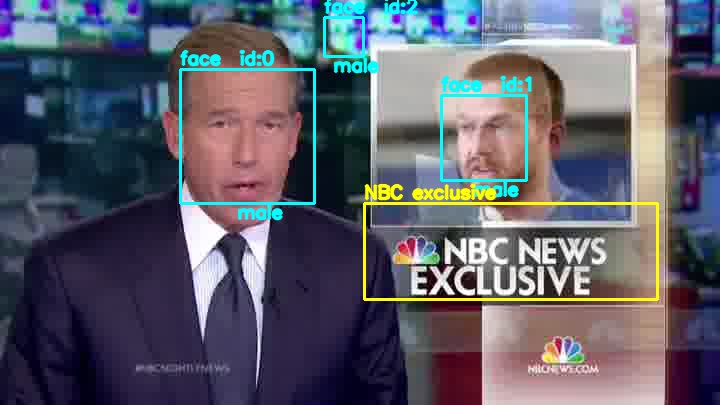 face id:2
face id:0
male
face id:1
male
NBC exclusive
male
NBC NEWS
EXCLUSIVE
#NBCNIGHTLYNEWS
NBCNEWS.COM